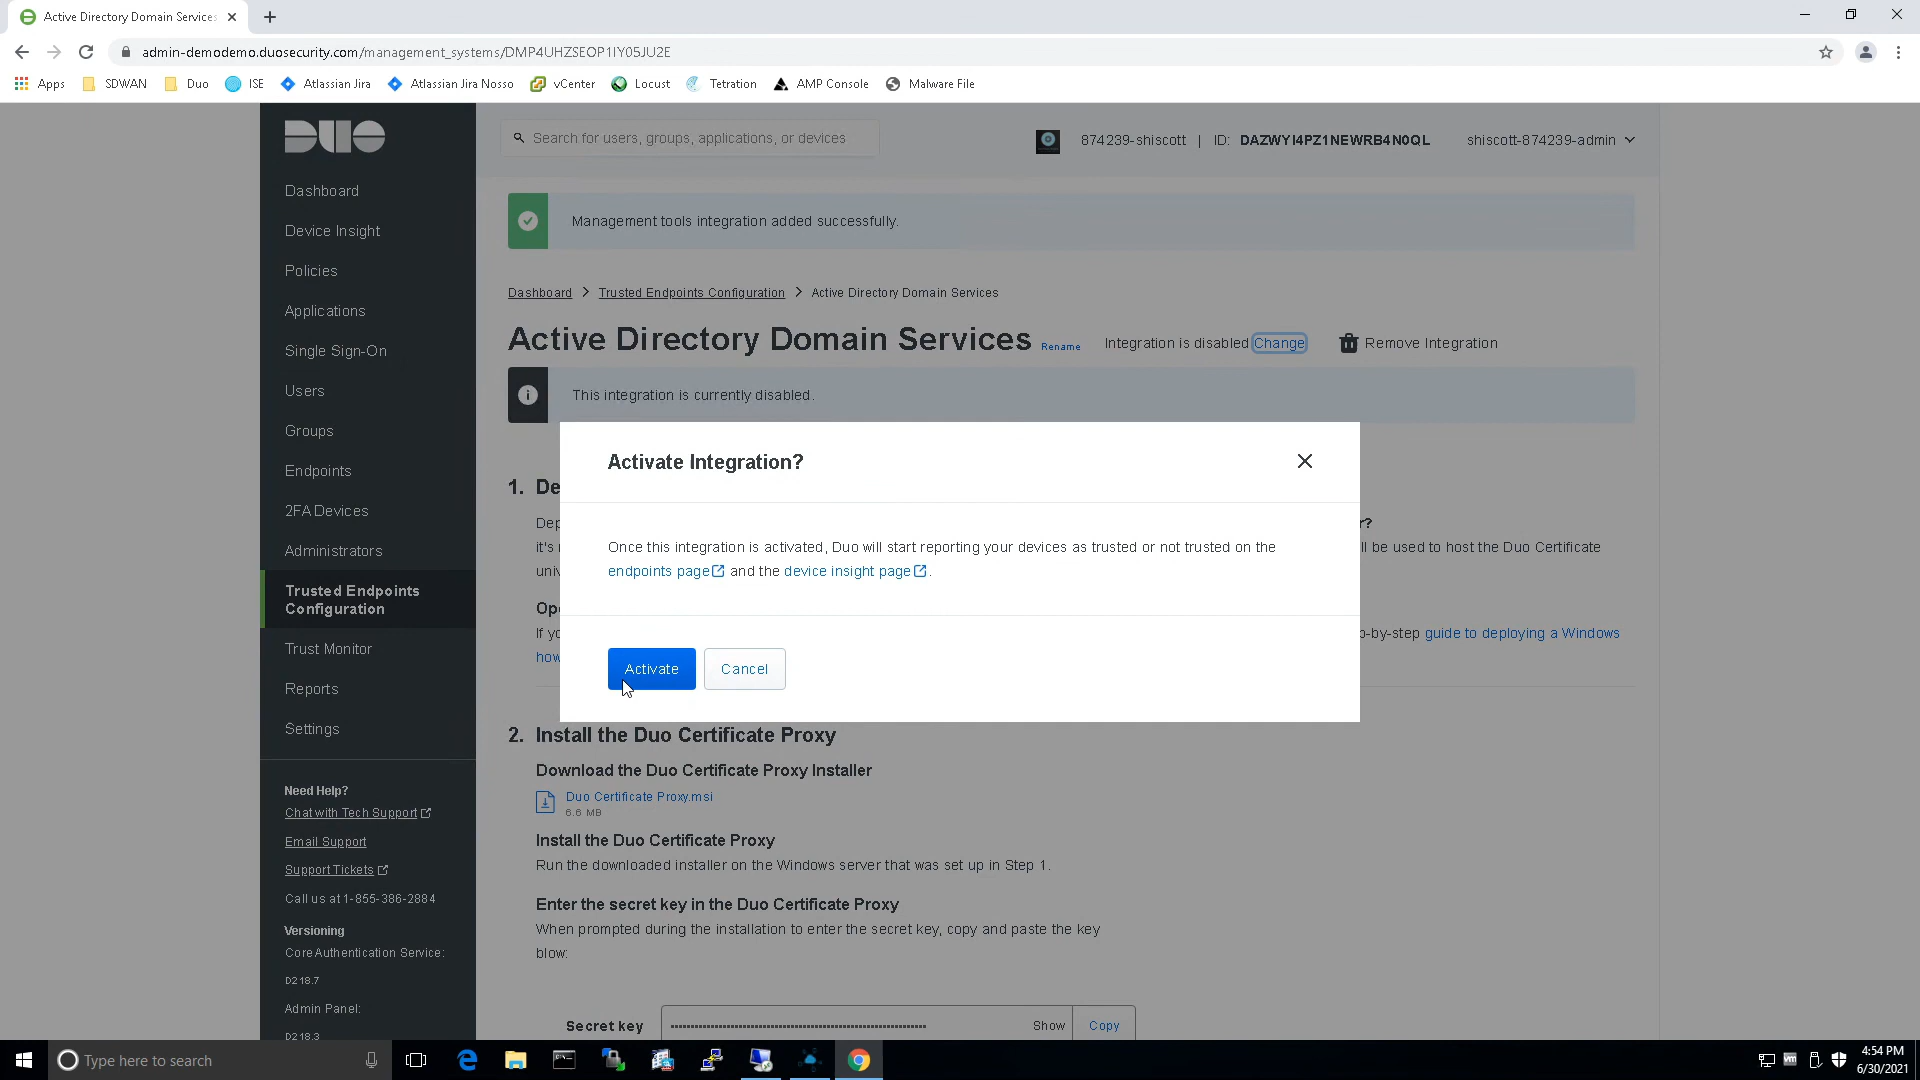 Active Directory Domain Services
admin-demodemo.duosecurity.com/management_systems/DMP4UHZSEOP1IY05JU2E
Apps SDWAN Duo ISE Atlassian Jira Atlassian Jira Nosso vCenter Locust Tetration AMP Console Malware File
DUO
Search for users, groups, applications, or devices
874239-shiscott | ID: DAZWYI4PZ1NEWRB4N0QL shiscott-874239-admin
Dashboard
Device Insight
Policies
Applications
Single Sign-On
Users
Groups
Endpoints
2FA Devices
Administrators
Trusted Endpoints
Configuration
Trust Monitor
Reports
Settings
Need Help?
Chat with Tech Support
Email Support
Support Tickets
Call us at 1-855-386-2884
Versioning
Core Authentication Service:
D218.7
Admin Panel:
D218.3
Management tools integration added successfully.
Dashboard > Trusted Endpoints Configuration > Active Directory Domain Services
Active Directory Domain Services Rename Integration is disabled Change Remove Integration
This integration is currently disabled.
Activate Integration?
Once this integration is activated, Duo will start reporting your devices as trusted or not trusted on the
endpoints page and the device insight page.
Activate Cancel
1. De
Dep r?
it's ll be used to host the Duo Certificate
univ
Ope
If yo p-by-step guide to deploying a Windows
how
2. Install the Duo Certificate Proxy
Download the Duo Certificate Proxy Installer
Duo Certificate Proxy.msi
6.6 MB
Install the Duo Certificate Proxy
Run the downloaded installer on the Windows server that was set up in Step 1.
Enter the secret key in the Duo Certificate Proxy
When prompted during the installation to enter the secret key, copy and paste the key
blow:
Secret key Show Copy
Type here to search
4:54 PM
6/30/2021